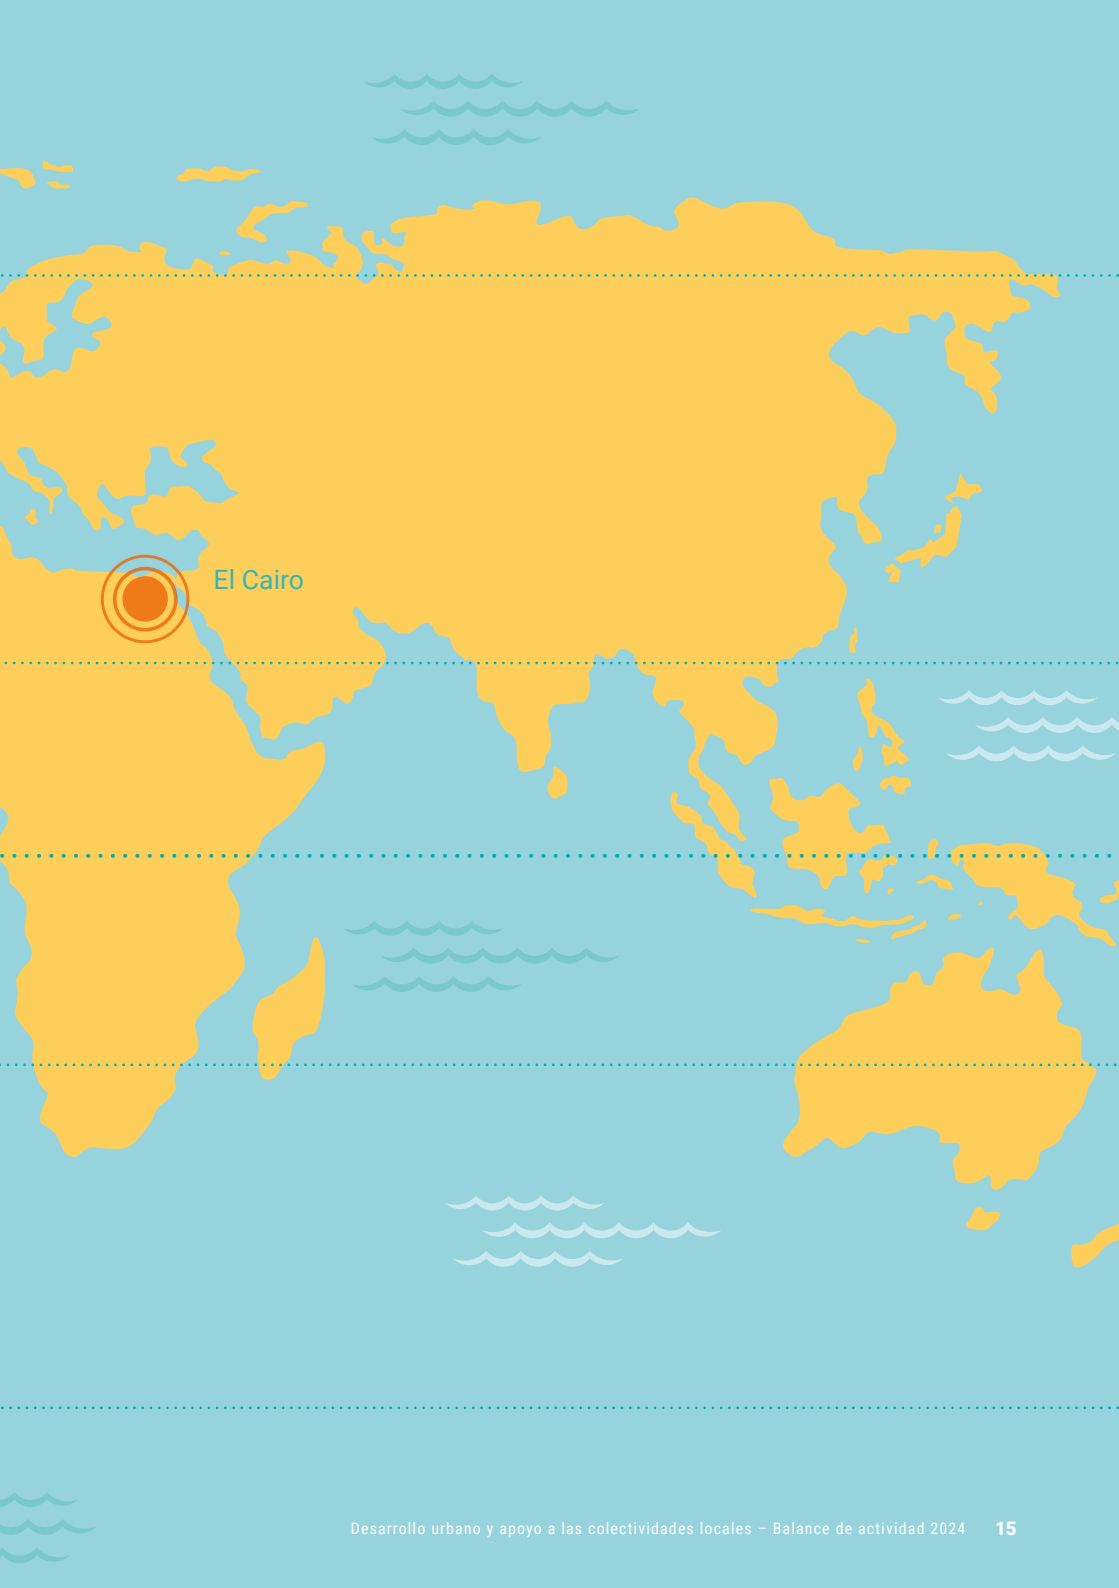 El Cairo
Desarrollo urbano y apoyo a las colectividades locales – Balance de actividad 2024 15